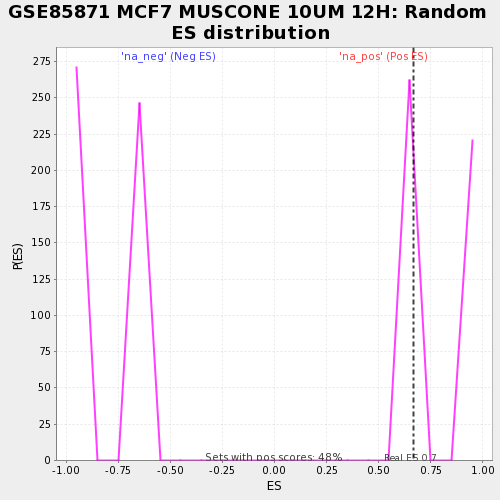 GSE85871 MCF7 MUSCONE 10UM 12H: Random
ES distribution
'na_neg' (Neg ES)
'na_pos' (Pos ES)
275
250
225
200
175
150
125
100
75
50
25
0
P(ES)
Sets with pos scores: 48%
Real ES 0.7
-1.00
-0.75
-0.50
-0.25
0.00
0.25
0.50
0.75
1.00
ES